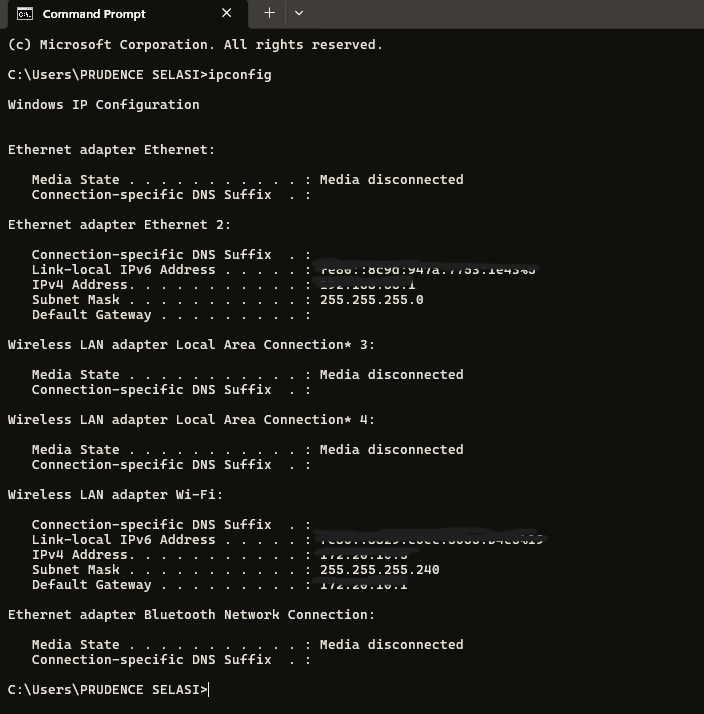 Command Prompt
(c) Microsoft Corporation. All rights reserved.
C:\Users\PRUDENCE SELASI>ipconfig
Windows IP Configuration
Ethernet adapter Ethernet:
Media State . . . . . . . . . . . : Media disconnected
Connection-specific DNS Suffix  . :
Ethernet adapter Ethernet 2:
Connection-specific DNS Suffix  . :
Link-local IPv6 Address . . . . . :
IPv4 Address. . . . . . . . . . . :
Subnet Mask . . . . . . . . . . . : 255.255.255.0
Default Gateway . . . . . . . . . :
Wireless LAN adapter Local Area Connection* 3:
Media State . . . . . . . . . . . : Media disconnected
Connection-specific DNS Suffix  . :
Wireless LAN adapter Local Area Connection* 4:
Media State . . . . . . . . . . . : Media disconnected
Connection-specific DNS Suffix  . :
Wireless LAN adapter Wi-Fi:
Connection-specific DNS Suffix  . :
Link-local IPv6 Address . . . . . :
IPv4 Address. . . . . . . . . . . :
Subnet Mask . . . . . . . . . . . : 255.255.255.240
Default Gateway . . . . . . . . . :
Ethernet adapter Bluetooth Network Connection:
Media State . . . . . . . . . . . : Media disconnected
Connection-specific DNS Suffix  . :
C:\Users\PRUDENCE SELASI>